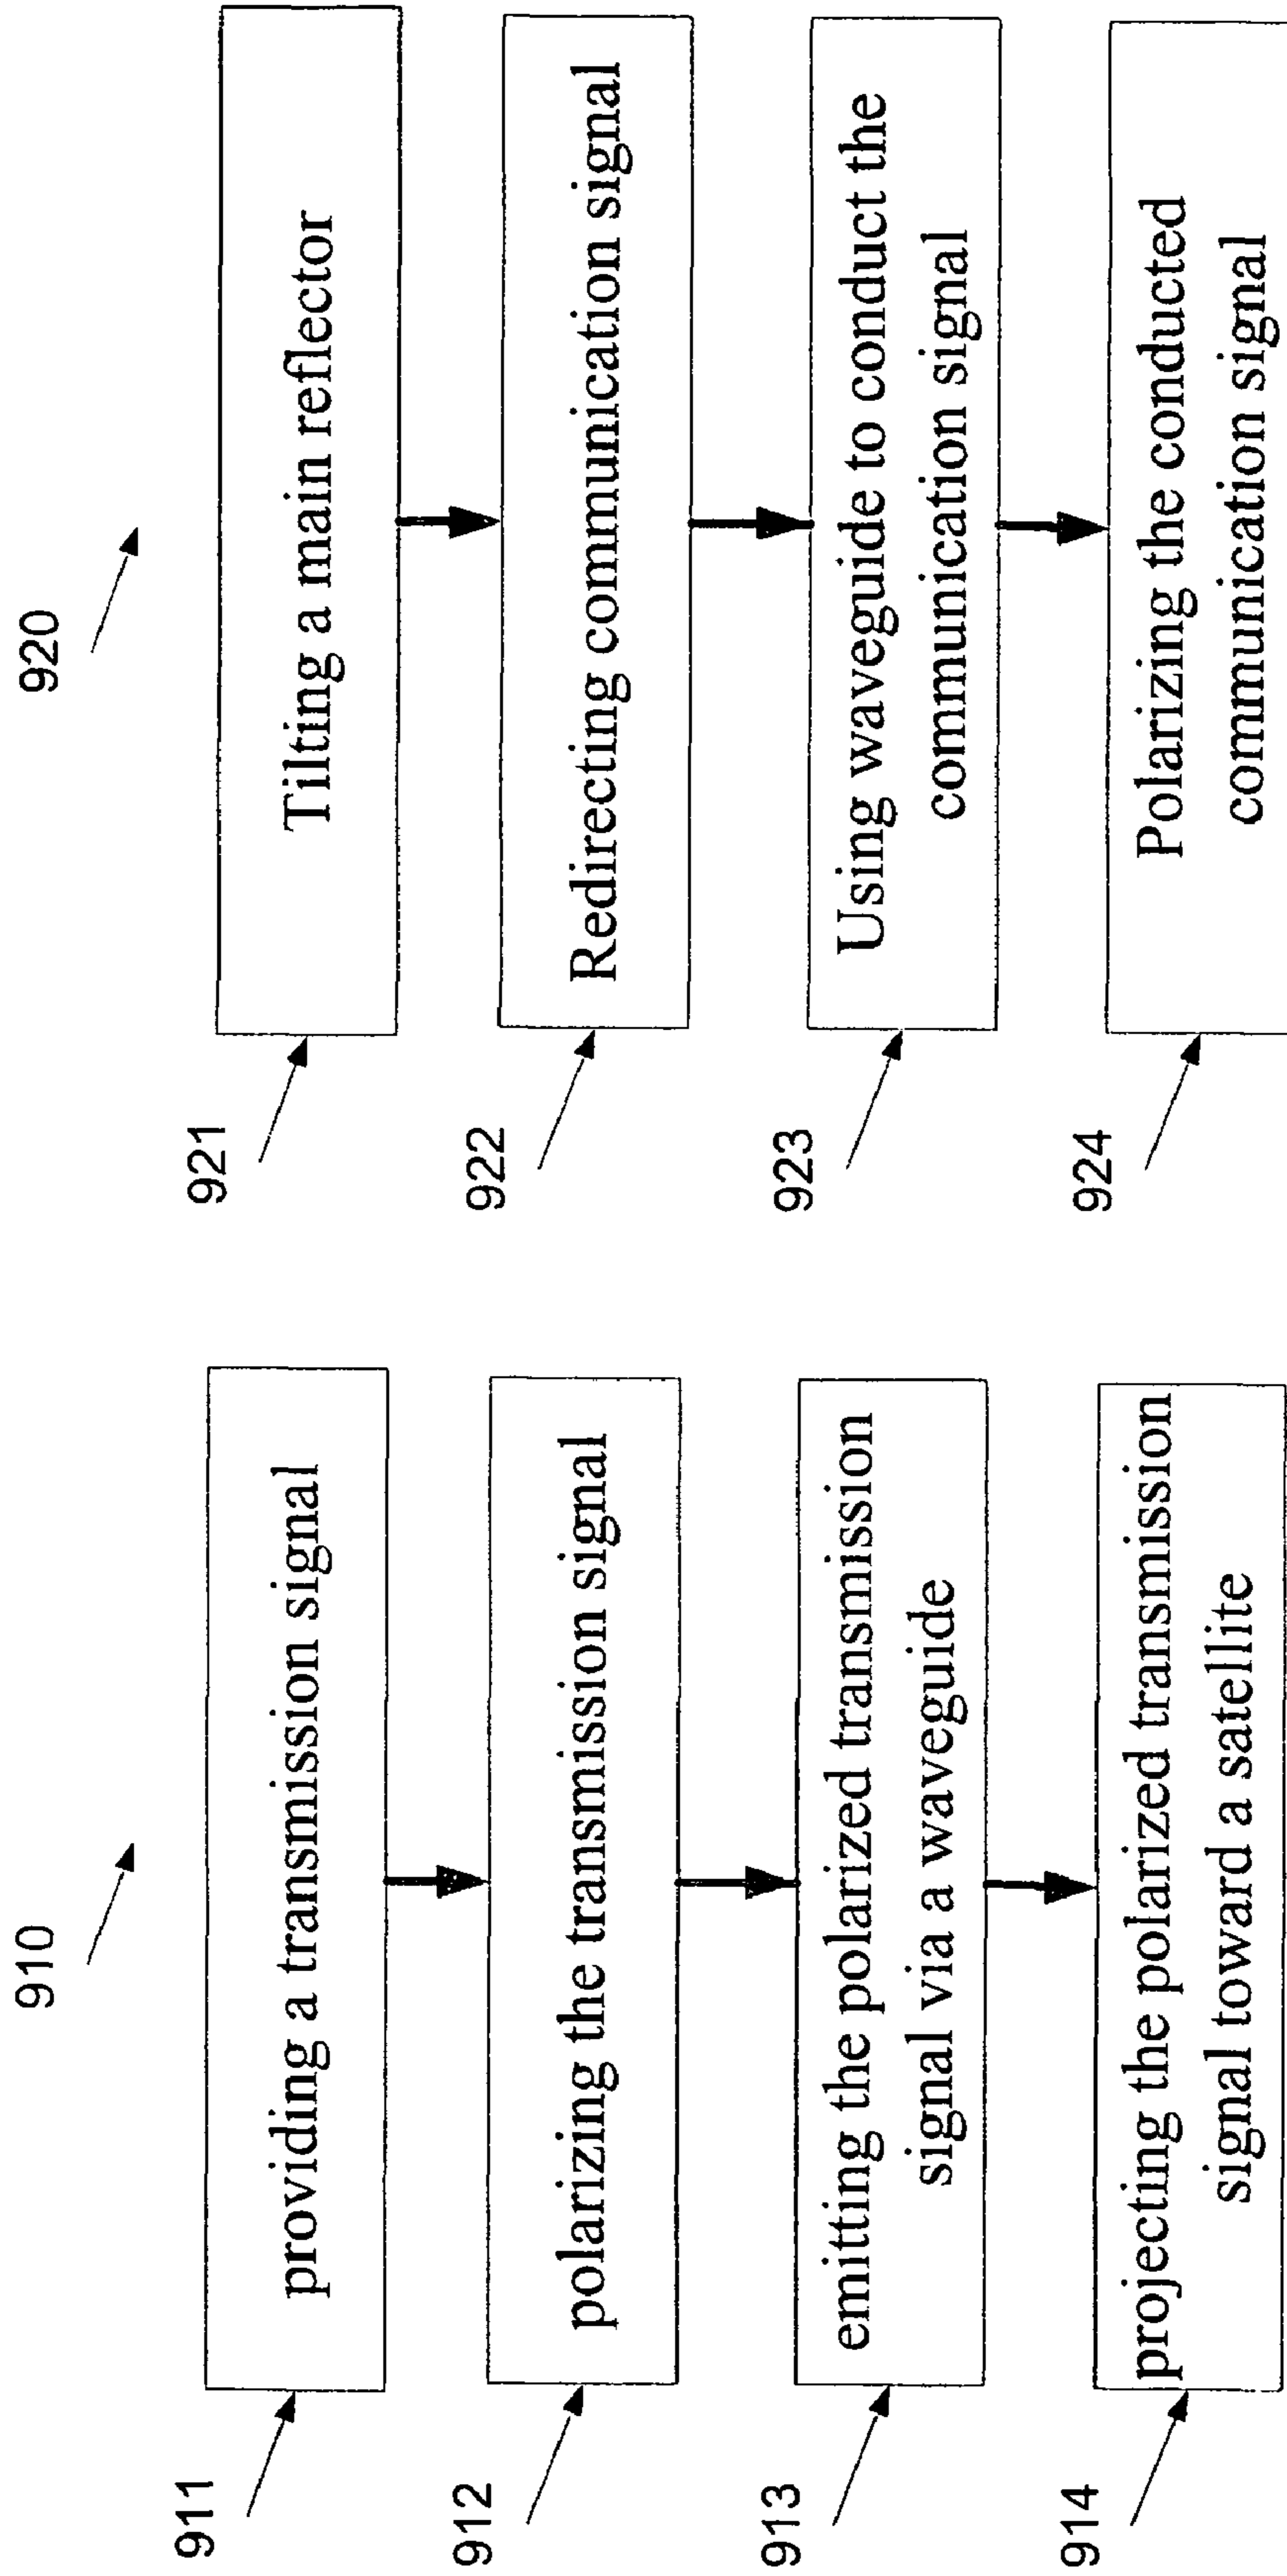 910
911
providing a transmission signal
912
polarizing the transmission signal
913
emitting the polarized transmission
signal via a waveguide
914
projecting the polarized transmission
signal toward a satellite
920
921
Tilting a main reflector
922
Redirecting communication signal
923
Using waveguide to conduct the
communication signal
924
Polarizing the conducted
communication signal